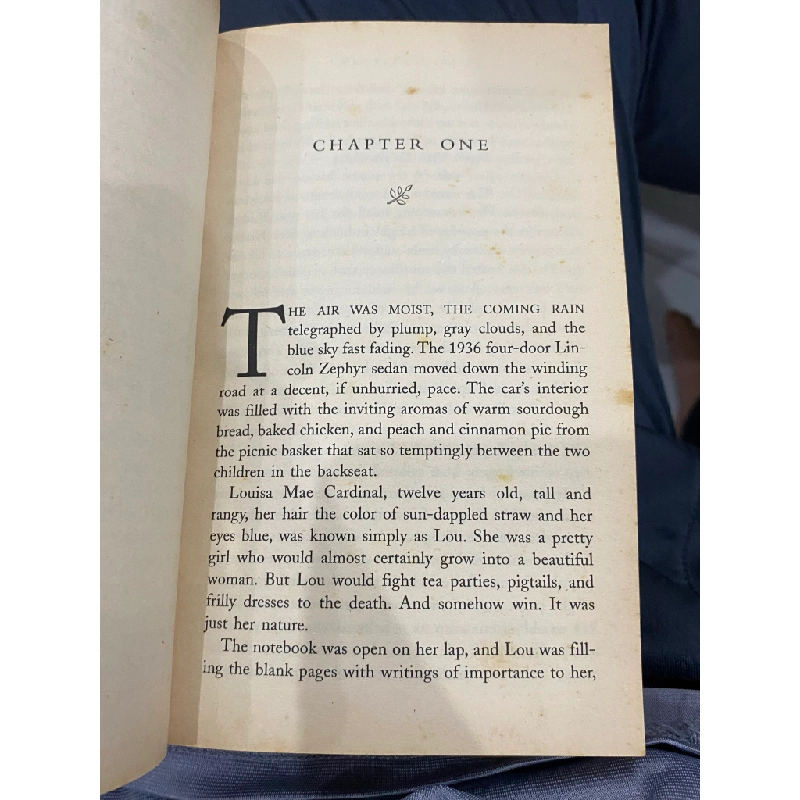 CHAPTER ONE
THE AIR WAS MOIST, THE COMING RAIN
telegraphed by plump, gray clouds, and the
blue sky fast fading. The 1936 four-door Lin-
coln Zephyr sedan moved down the winding
road at a decent, if unhurried, pace. The car's interior
was filled with the inviting aromas of warm sourdough
bread, baked chicken, and peach and cinnamon pie from
the picnic basket that sat so temptingly between the two
children in the backseat.
Louisa Mae Cardinal, twelve years old, tall and
rangy, her hair the color of sun-dappled straw and her
eyes blue, was known simply as Lou. She was a pretty
girl who would almost certainly grow into a beautiful
woman. But Lou would fight tea parties, pigtails, and
frilly dresses to the death. And somehow win. It was
just her nature.
The notebook was open on her lap, and Lou was fill-
ing the blank pages with writings of importance to her,